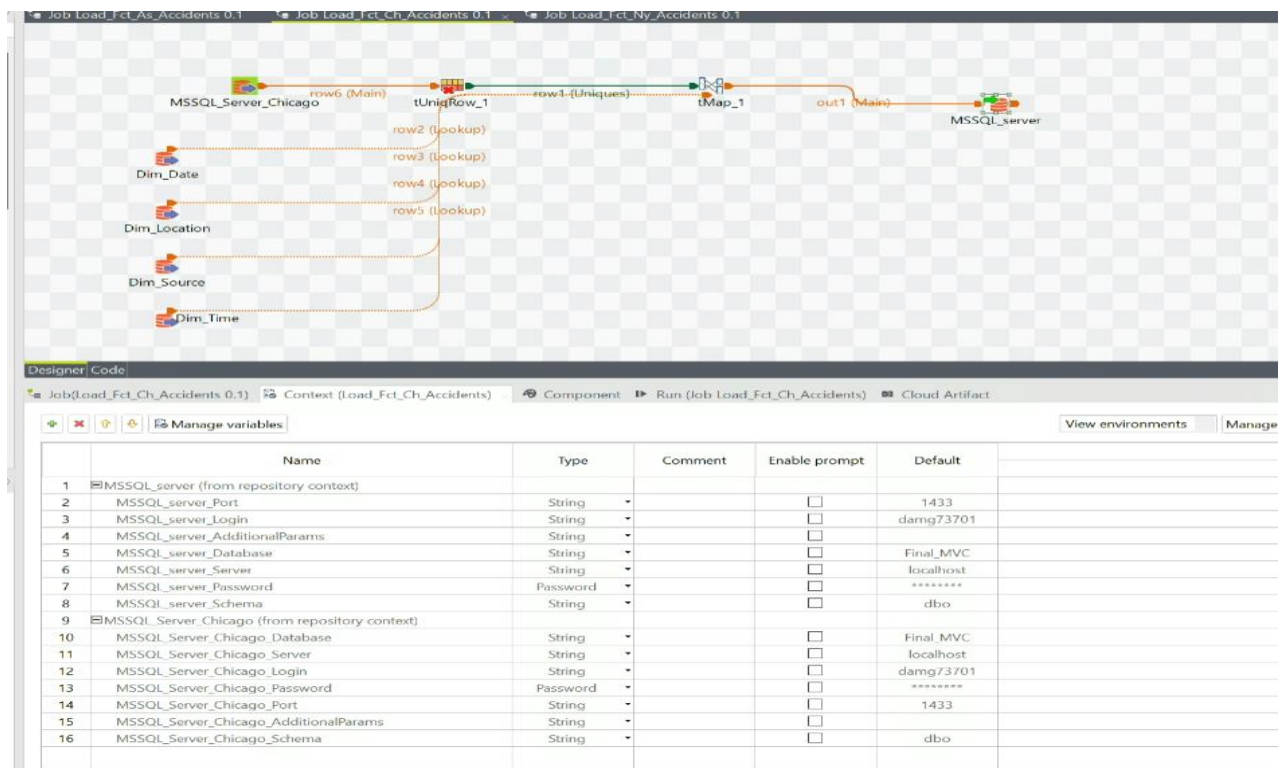 Job Load_Fct_As_Accidents 0.1 Job Load_Fct_Ch_Accidents 0.1 Job Load_Fct_Ny_Accidents 0.1
MSSQL_Server_Chicago row6 (Main) tUniqRow_1 row1 (Uniques) tMap_1 out1 (Main) MSSQL_server
row2 (Lookup)
row3 (Lookup)
Dim_Date
row4 (Lookup)
row5 (Lookup)
Dim_Location
Dim_Source
Dim_Time
Designer Code
Job(Load_Fct_Ch_Accidents 0.1) Context (Load_Fct_Ch_Accidents) Component Run (Job Load_Fct_Ch_Accidents) Cloud Artifact
Manage variables View environments Manage
Name Type Comment Enable prompt Default
1 MSSQL_server (from repository context)
2 MSSQL_server_Port String 1433
3 MSSQL_server_Login String damg73701
4 MSSQL_server_AdditionalParams String
5 MSSQL_server_Database String Final_MVC
6 MSSQL_server_Server String localhost
7 MSSQL_server_Password Password ********
8 MSSQL_server_Schema String dbo
9 MSSQL_Server_Chicago (from repository context)
10 MSSQL_Server_Chicago_Database String Final_MVC
11 MSSQL_Server_Chicago_Server String localhost
12 MSSQL_Server_Chicago_Login String damg73701
13 MSSQL_Server_Chicago_Password Password ********
14 MSSQL_Server_Chicago_Port String 1433
15 MSSQL_Server_Chicago_AdditionalParams String
16 MSSQL_Server_Chicago_Schema String dbo